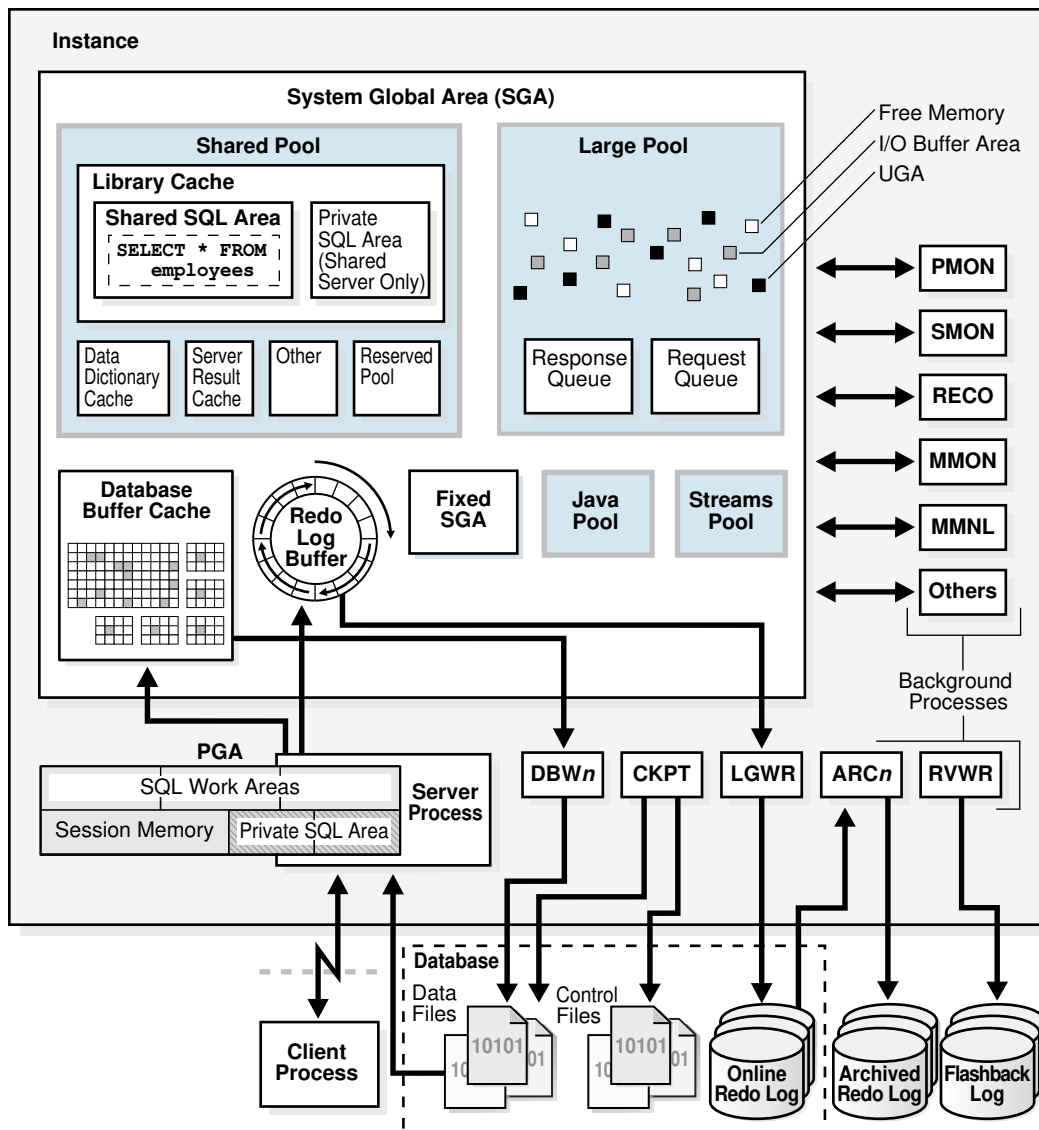 Instance
System Global Area (SGA)
Shared Pool
Library Cache
Shared SQL Area
SELECT * FROM
employees
Private
SQL Area
(Shared
Server Only)
Data
Dictionary
Cache
Server
Result
Cache
Other
Reserved
Pool
Large Pool
Response
Queue
Request
Queue
Free Memory
I/O Buffer Area
UGA
Database
Buffer Cache
Redo
Log
Buffer
Fixed
SGA
Java
Pool
Streams
Pool
PMON
SMON
RECO
MMON
MMNL
Others
Background
Processes
PGA
SQL Work Areas
Session Memory
Private SQL Area
Server
Process
DBWn
CKPT
LGWR
ARCn
RVWR
Client
Process
Database
Data
Files
10
10101
01
Control
Files
10
10101
01
Online
Redo Log
Archived
Redo Log
Flashback
Log